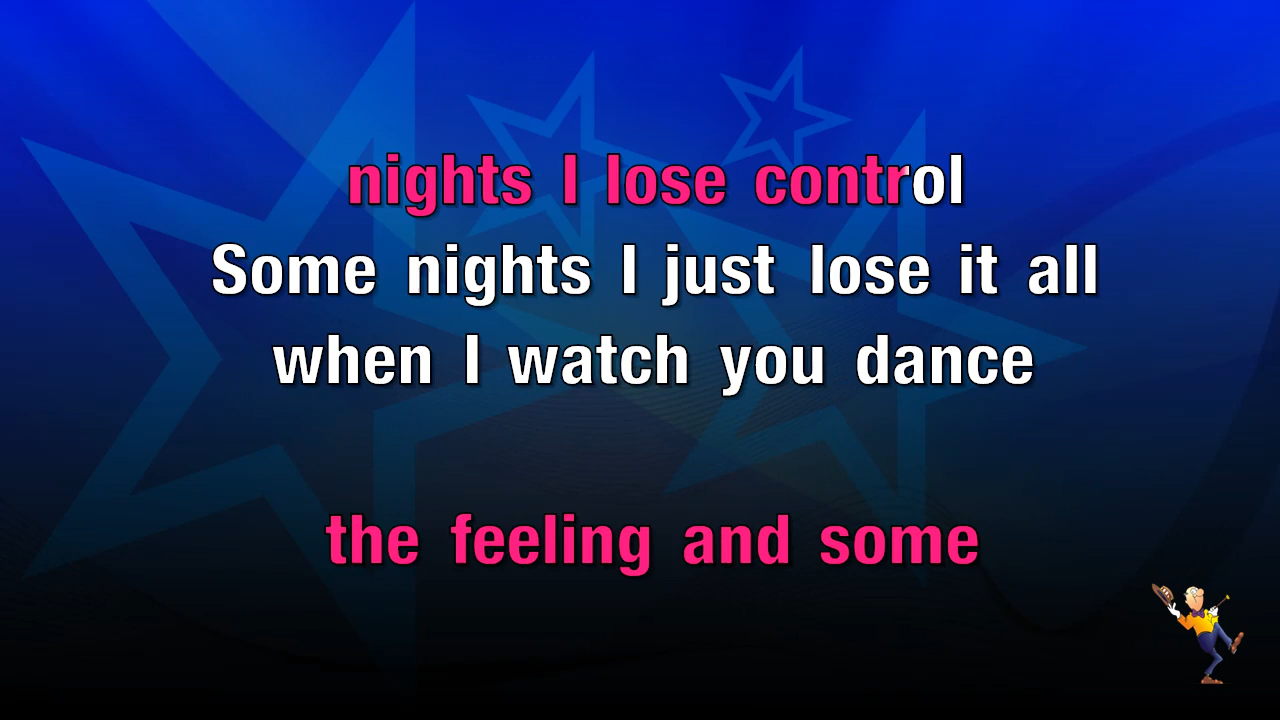 nights I lose control
Some nights I just lose it all
when I watch you dance
the feeling and some